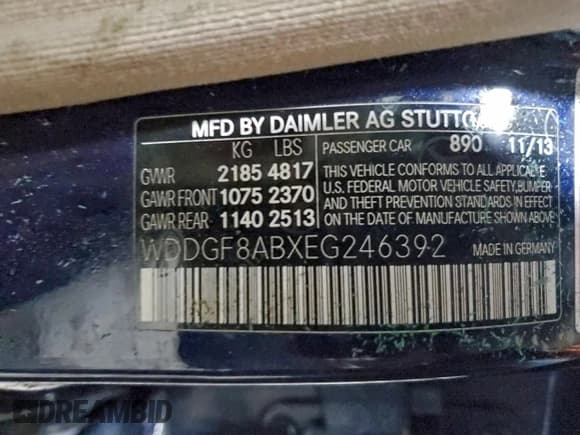 MFD BY DAIMLER AG STUTTG
KG LBS
GVWR 2185 4817
GAWR FRONT 1075 2370
GAWR REAR 1140 2513
PASSENGER CAR 890 11/13
THIS VEHICLE CONFORMS TO ALL APPLICABLE
U.S. FEDERAL MOTOR VEHICLE SAFETY, BUMPER
AND THEFT PREVENTION STANDARDS IN EFFECT
ON DATE OF MANUFACTURE SHOWN ABOVE
WDDGF8ABXEG246392
MADE IN GERMANY
DREAMBID